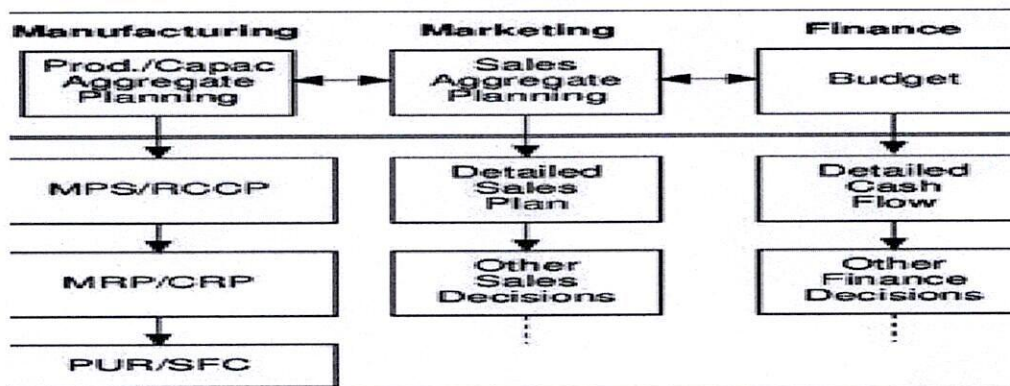 Manufacturing
Marketing
Finance
Prod./Capac
Aggregate
Planning
Sales
Aggregate
Planning
Budget
MPS/RCCP
Detailed
Sales
Plan
Detailed
Cash
Flow
MRP/CRP
Other
Sales
Decisions
Other
Finance
Decisions
PUR/SFC